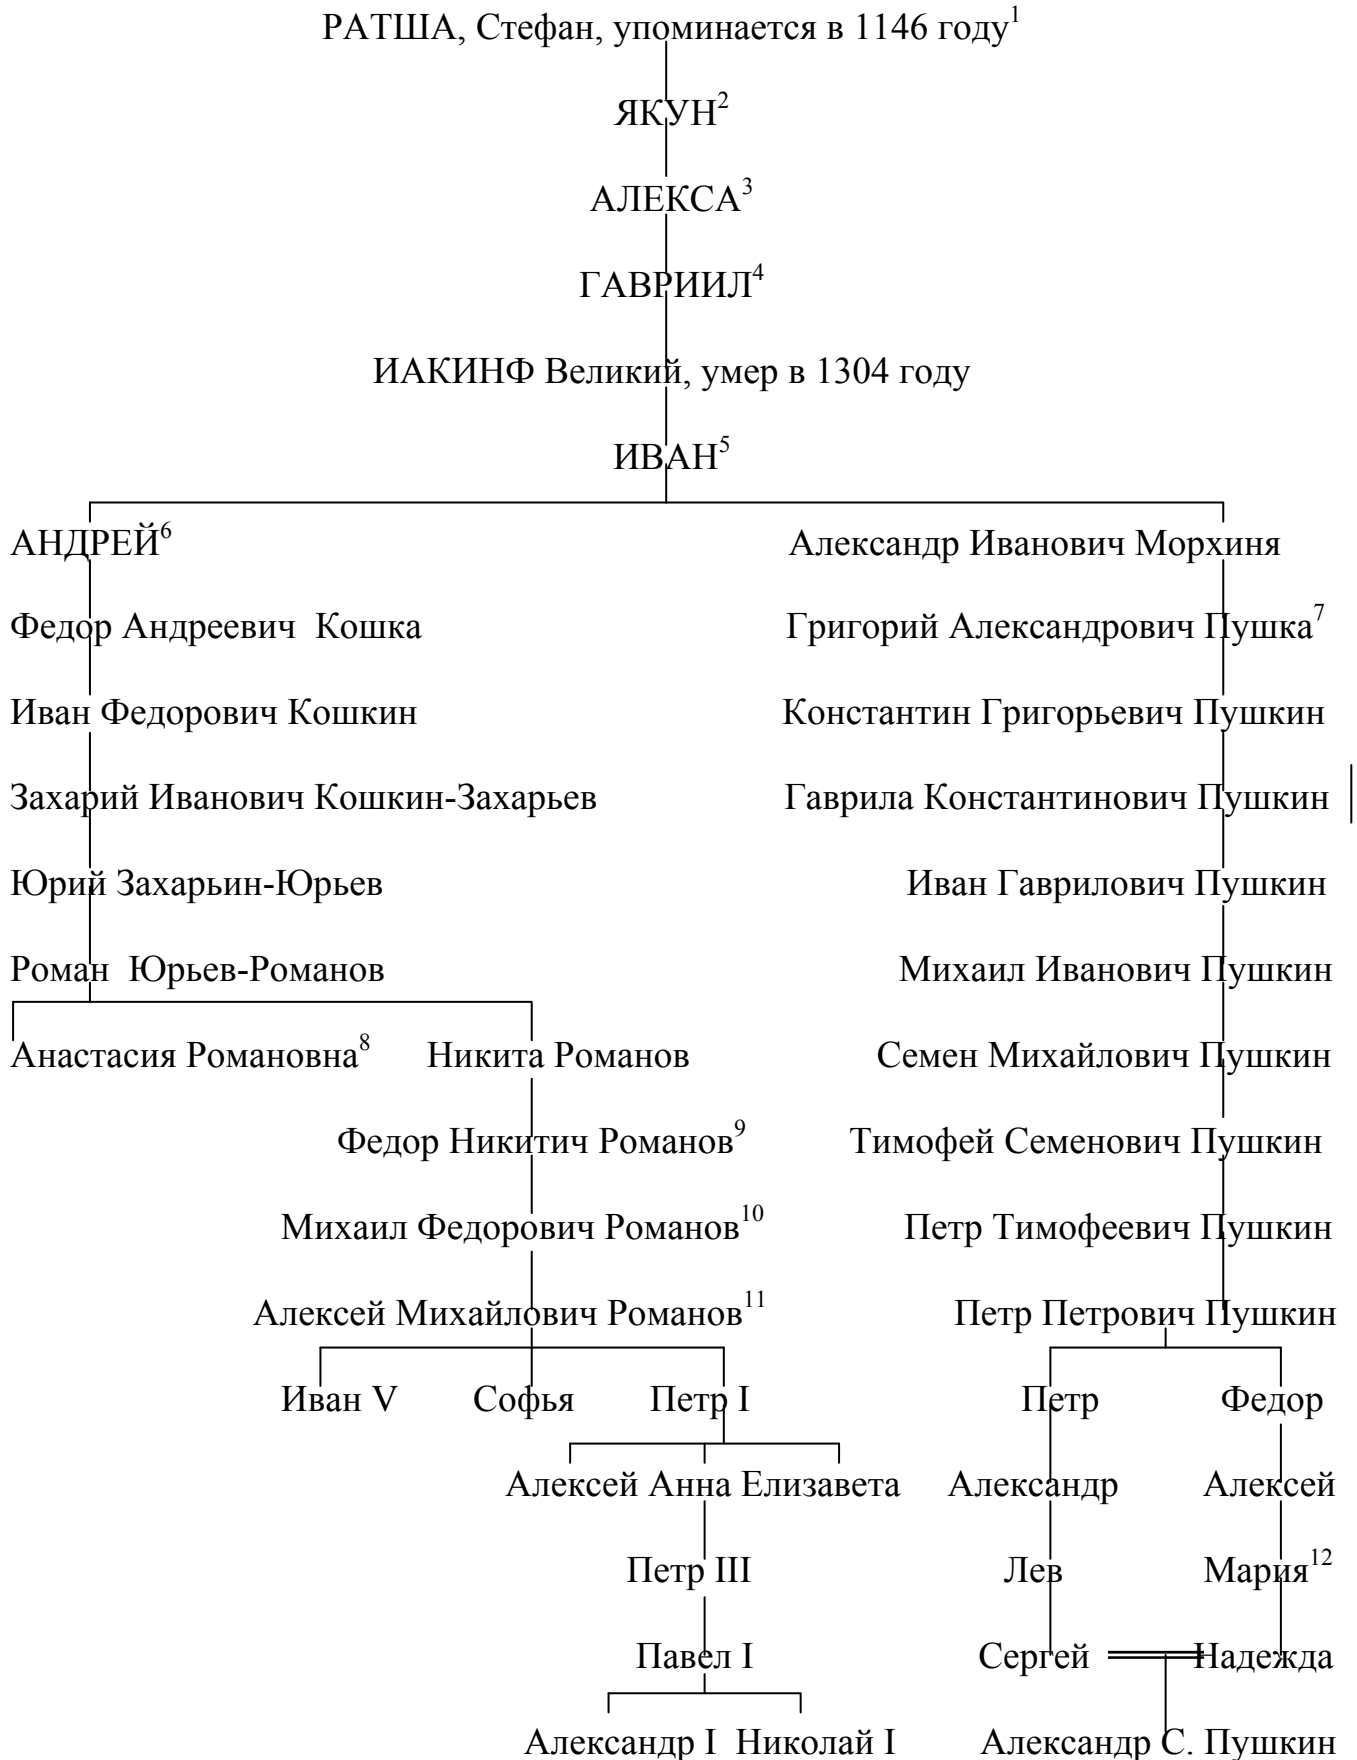 РАТША, Стефан, упоминается в 1146 году¹
ЯКУН²
АЛЕКСА³
ГАВРИИЛ⁴
ИАКИНФ Великий, умер в 1304 году
ИВАН⁵
АНДРЕЙ⁶ Александр Иванович Морхиня
Федор Андреевич Кошка Григорий Александрович Пушка⁷
Иван Федорович Кошкин Константин Григорьевич Пушкин
Захарий Иванович Кошкин-Захарьев Гаврила Константинович Пушкин
Юрий Захарьин-Юрьев Иван Гаврилович Пушкин
Роман Юрьев-Романов Михаил Иванович Пушкин
Анастасия Романовна⁸ Никита Романов Семен Михайлович Пушкин
Федор Никитич Романов⁹ Тимофей Семенович Пушкин
Михаил Федорович Романов¹⁰ Петр Тимофеевич Пушкин
Алексей Михайлович Романов¹¹ Петр Петрович Пушкин
Иван V Софья Петр I Петр Федор
Алексей Анна Елизавета Александр Алексей
Петр III Лев Мария¹²
Павел I Сергей Надежда
Александр I Николай I Александр С. Пушкин